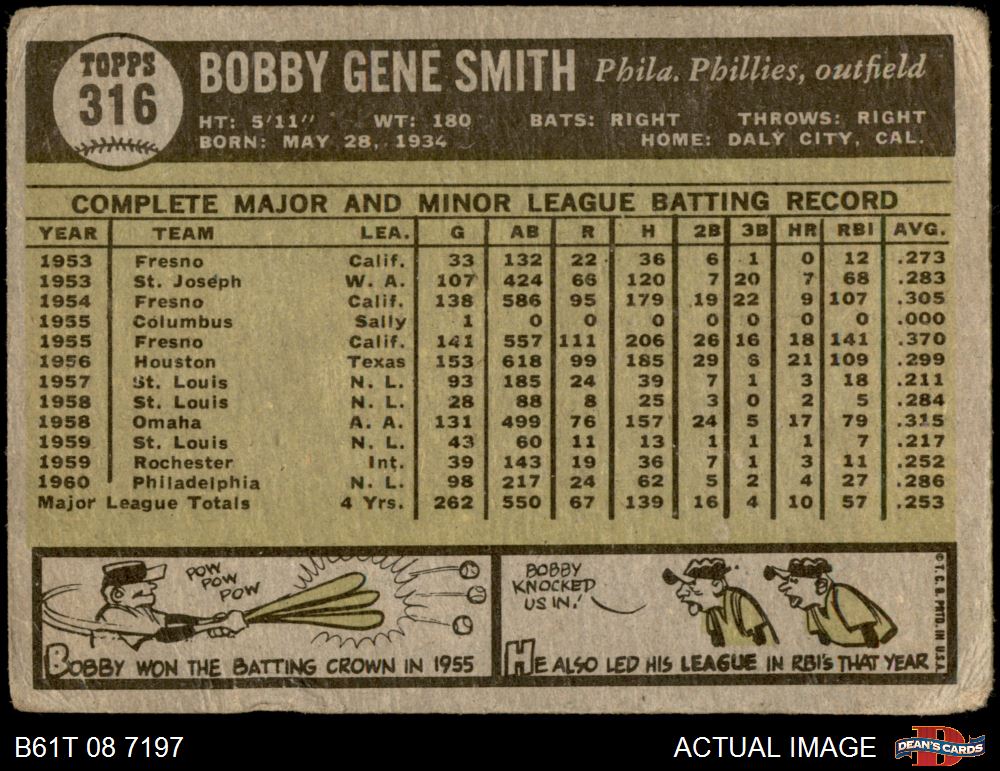 TOPPS
316
BOBBY GENE SMITH Phila. Phillies, outfield
HT: 5'11" WT: 180 BATS: RIGHT THROWS: RIGHT
BORN: MAY 28, 1934 HOME: DALY CITY, CAL.
COMPLETE MAJOR AND MINOR LEAGUE BATTING RECORD
YEAR TEAM LEA. G AB R H 2B 3B HR RBI AVG.
1953 Fresno Calif. 33 132 22 36 6 1 0 12 .273
1953 St. Joseph W. A. 107 424 66 120 7 20 7 68 .283
1954 Fresno Calif. 138 586 95 179 19 22 9 107 .305
1955 Columbus Sally 1 0 0 0 0 0 0 0 .000
1955 Fresno Calif. 141 557 111 206 26 16 18 141 .370
1956 Houston Texas 153 618 99 185 29 6 21 109 .299
1957 St. Louis N. L. 93 185 24 39 7 1 3 18 .211
1958 St. Louis N. L. 28 88 8 25 3 0 2 5 .284
1958 Omaha A. A. 131 499 76 157 24 5 17 79 .315
1959 St. Louis N. L. 43 60 11 13 1 1 1 7 .217
1959 Rochester Int. 39 143 19 36 7 1 3 11 .252
1960 Philadelphia N. L. 98 217 24 62 5 2 4 27 .286
Major League Totals 4 Yrs. 262 550 67 139 16 4 10 57 .253
POW
POW
POW
BOBBY WON THE BATTING CROWN IN 1955
BOBBY
KNOCKED
US IN!
HE ALSO LED HIS LEAGUE IN RBI'S THAT YEAR
© T. C. G. PRTD. IN U.S.A.
B61T 08 7197
ACTUAL IMAGE
DEAN'S CARDS